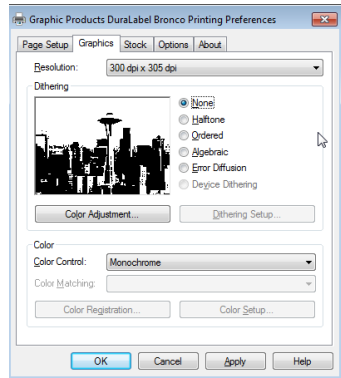 Graphic Products DuraLabel Bronco Printing Preferences
Page Setup Graphics Stock Options About
Resolution: 300 dpi x 305 dpi
Dithering
None
Halftone
Ordered
Algebraic
Error Diffusion
Device Dithering
Color Adjustment... Dithering Setup...
Color
Color Control: Monochrome
Color Matching:
Color Registration... Color Setup...
OK Cancel Apply Help